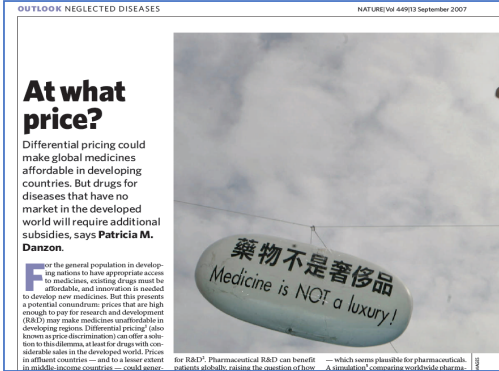 OUTLOOK NEGLECTED DISEASES
NATURE|Vol 449|13 September 2007
At what
price?
Differential pricing could
make global medicines
affordable in developing
countries. But drugs for
diseases that have no
market in the developed
world will require additional
subsidies, says Patricia M.
Danzon.
For the general population in develop-
ing nations to have appropriate access
to medicines, existing drugs must be
affordable, and innovation is needed
to develop new medicines. But this presents
a potential conundrum: prices that are high
enough to pay for research and development
(R&D) may make medicines unaffordable in
developing regions. Differential pricing¹ (also
known as price discrimination) can offer a solu-
tion to this dilemma, at least for drugs with con-
siderable sales in the developed world. Prices
in affluent countries — and to a lesser extent
in middle-income countries — could gener-
藥物不是奢侈品
Medicine is NOT a luxury!
for R&D². Pharmaceutical R&D can benefit
patients globally, raising the question of how
— which seems plausible for pharmaceuticals.
A simulation³ comparing worldwide pharma-